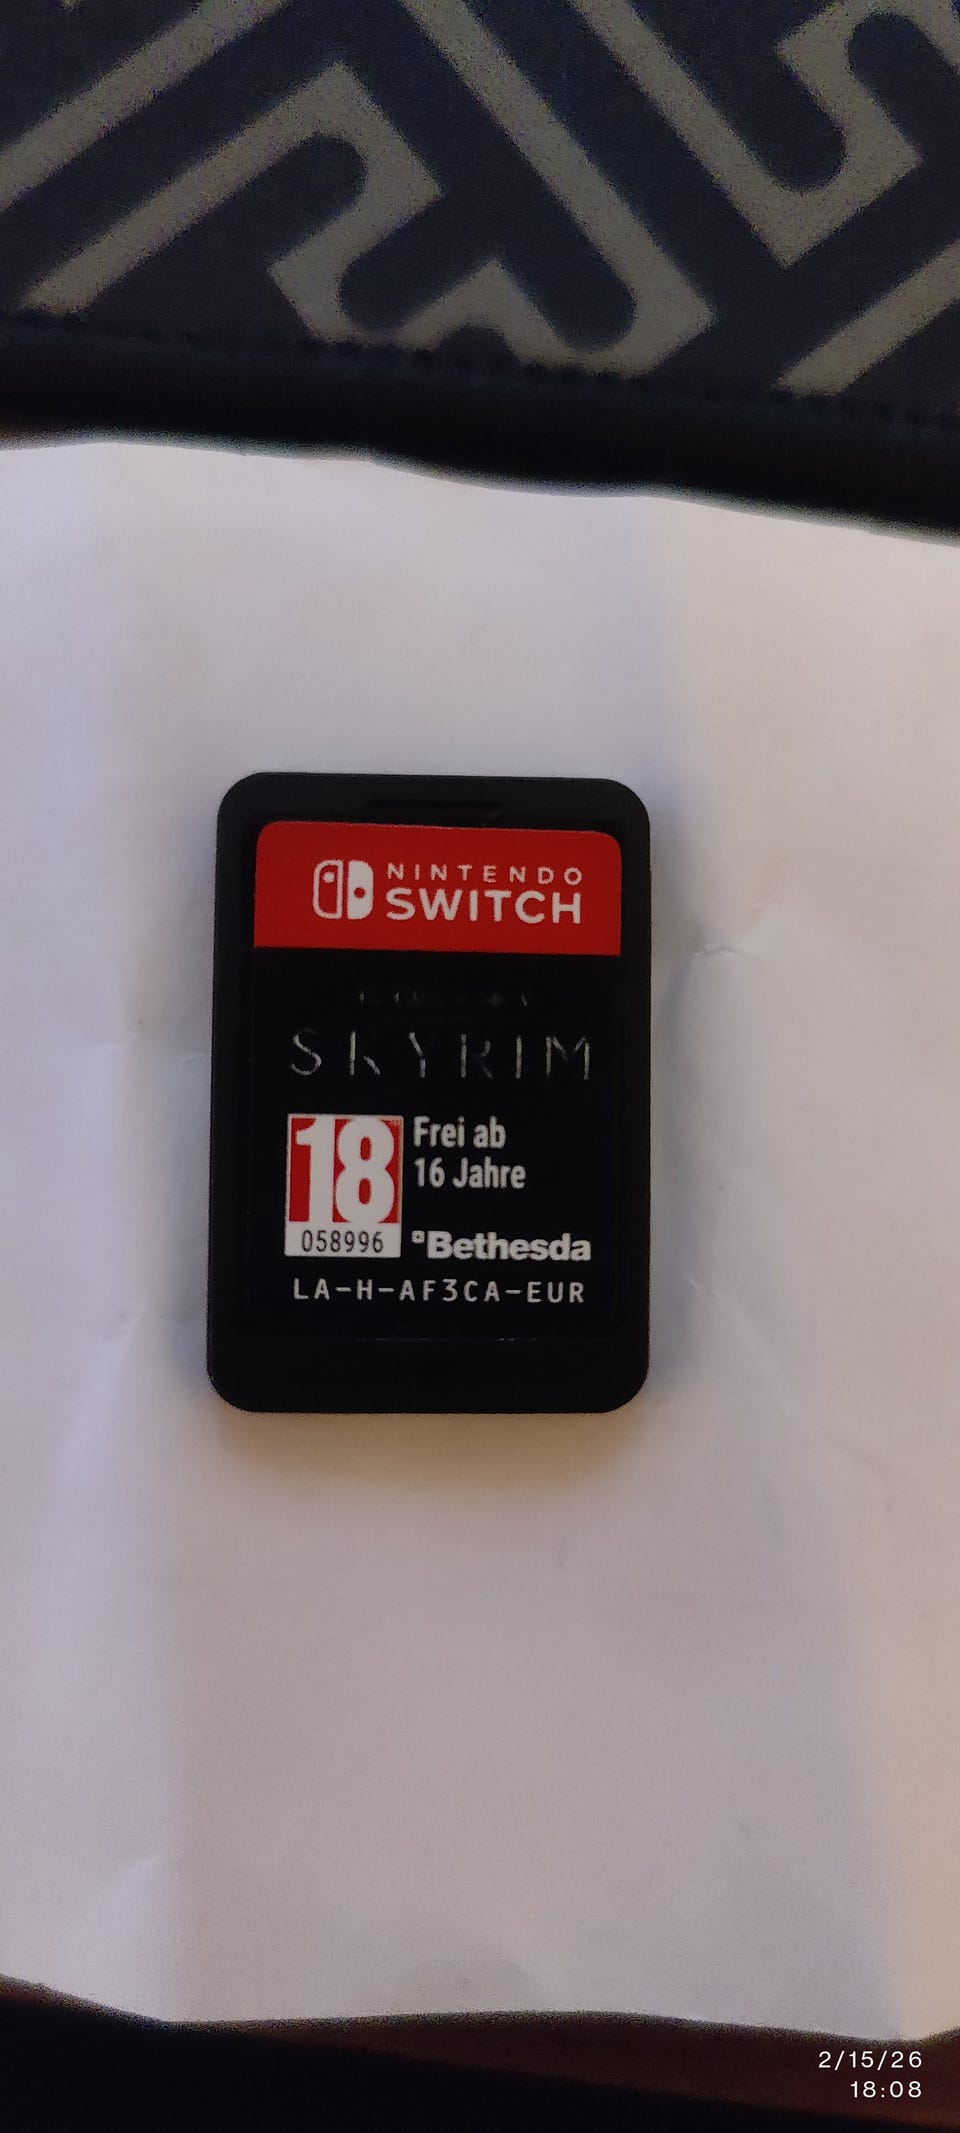 NINTENDO
SWITCH
SKYRIM
18
Frei ab
16 Jahre
058996
Bethesda
LA-H-AF3CA-EUR
2/15/26
18:08